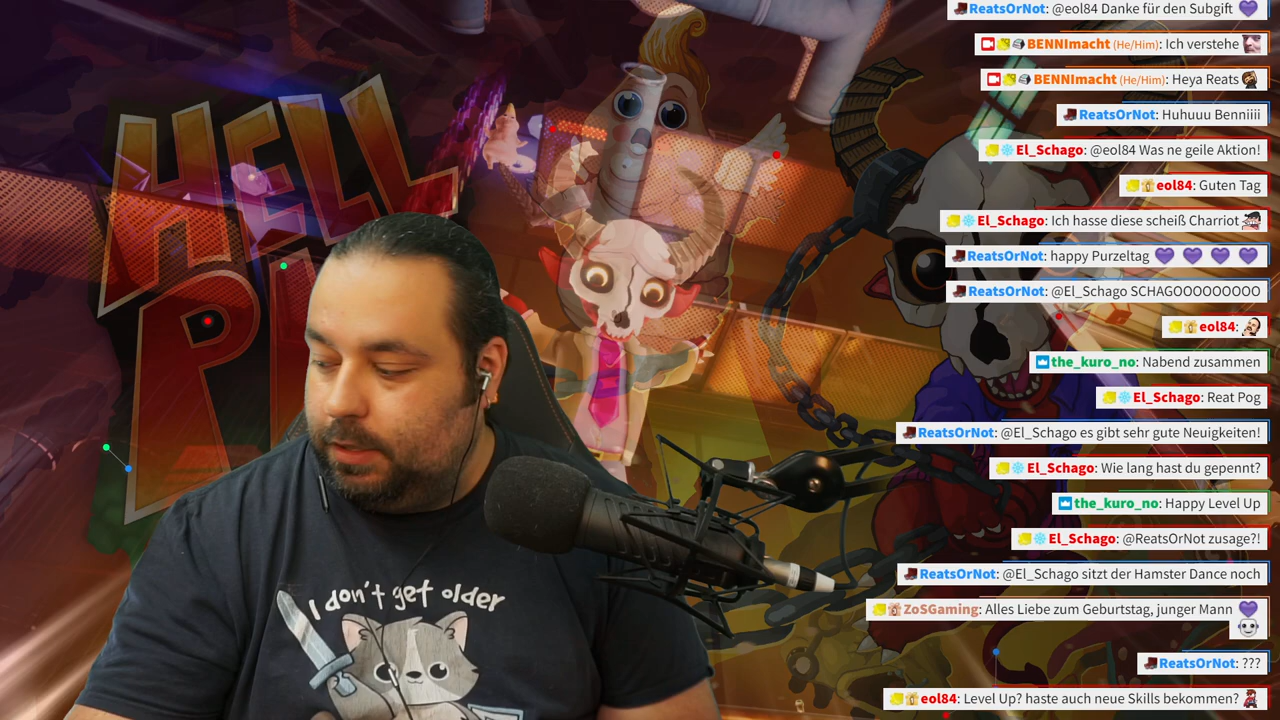 HELL
ReatsOrNot: @eol84 Danke für den Subgift
BENNImacht (He/Him): Ich verstehe
BENNImacht (He/Him): Heya Reats
ReatsOrNot: Huhuuu Benniiii
El_Schago: @eol84 Was ne geile Aktion!
eol84: Guten Tag
El_Schago: Ich hasse diese scheiß Charriot
ReatsOrNot: happy Purzeltag
ReatsOrNot: @El_Schago SCHAGOOOOOOOOO
eol84:
the_kuro_no: Nabend zusammen
El_Schago: Reat Pog
ReatsOrNot: @El_Schago es gibt sehr gute Neuigkeiten!
El_Schago: Wie lang hast du gepennt?
the_kuro_no: Happy Level Up
El_Schago: @ReatsOrNot zusage?!
ReatsOrNot: @El_Schago sitzt der Hamster Dance noch
ZoSGaming: Alles Liebe zum Geburtstag, junger Mann
ReatsOrNot: ???
eol84: Level Up? haste auch neue Skills bekommen?
I don't get older